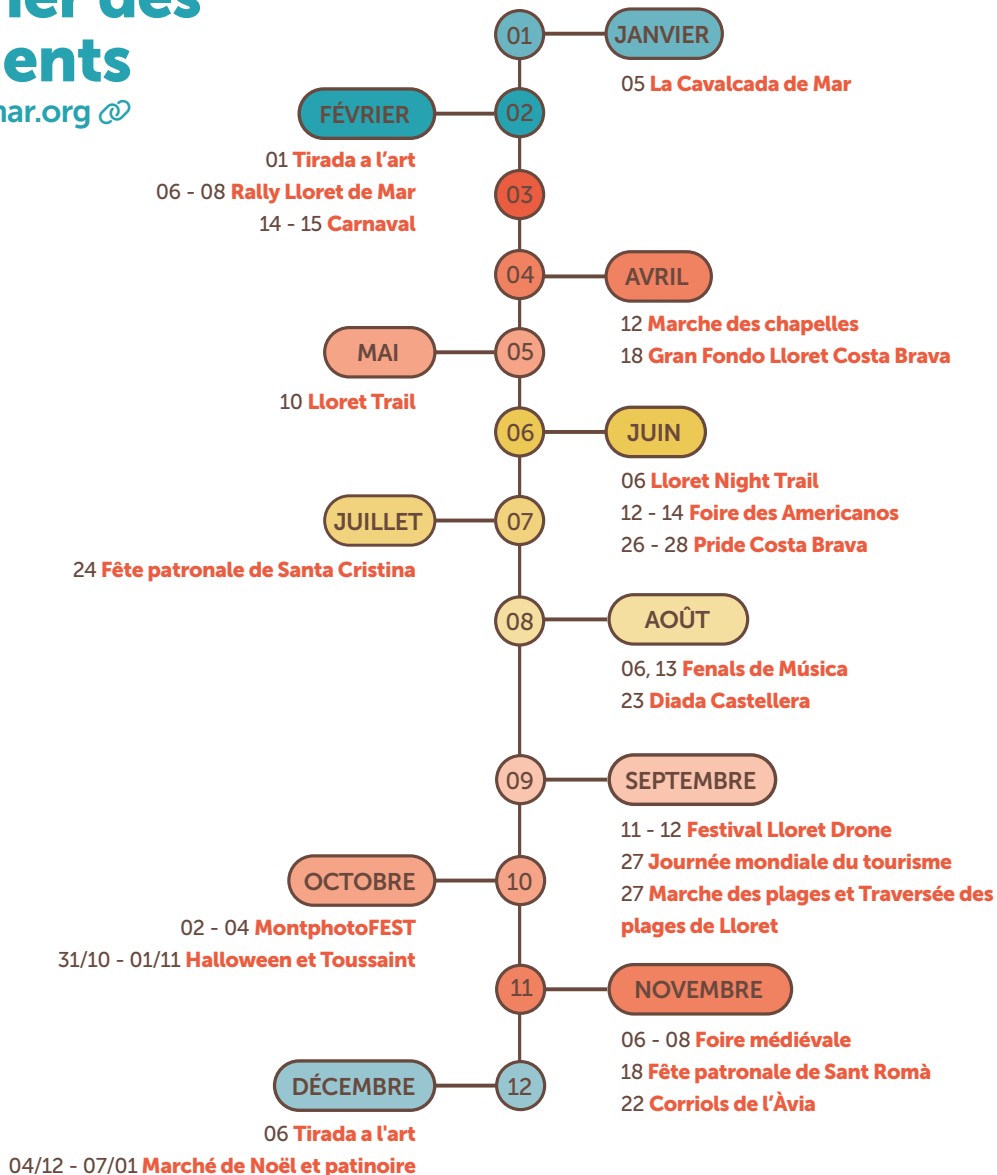 ier des
ents
mar.org
01
JANVIER
05 La Cavalcada de Mar
FÉVRIER
02
01 Tirada a l’art
06 - 08 Rally Lloret de Mar
14 - 15 Carnaval
03
04
AVRIL
12 Marche des chapelles
18 Gran Fondo Lloret Costa Brava
MAI
05
10 Lloret Trail
06
JUIN
06 Lloret Night Trail
12 - 14 Foire des Americanos
26 - 28 Pride Costa Brava
JUILLET
07
24 Fête patronale de Santa Cristina
08
AOÛT
06, 13 Fenals de Música
23 Diada Castellera
09
SEPTEMBRE
11 - 12 Festival Lloret Drone
27 Journée mondiale du tourisme
27 Marche des plages et Traversée des
plages de Lloret
OCTOBRE
10
02 - 04 MontphotoFEST
31/10 - 01/11 Halloween et Toussaint
11
NOVEMBRE
06 - 08 Foire médiévale
18 Fête patronale de Sant Romà
22 Corriols de l’Àvia
DÉCEMBRE
12
06 Tirada a l'art
04/12 - 07/01 Marché de Noël et patinoire